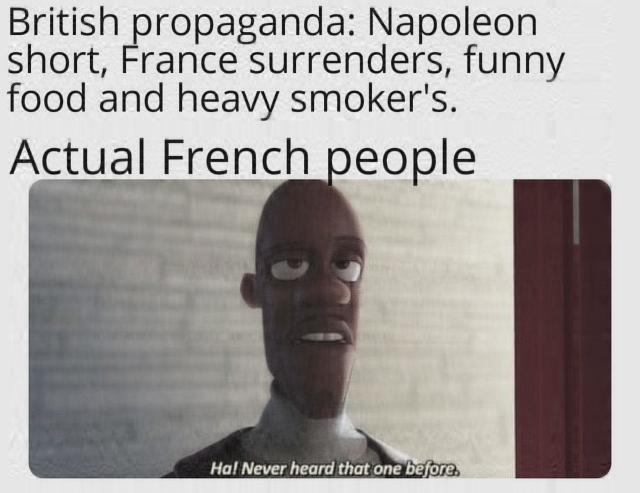 British propaganda: Napoleon
short, France surrenders, funny
food and heavy smoker's.
Actual French people
Ha! Never heard that one before.